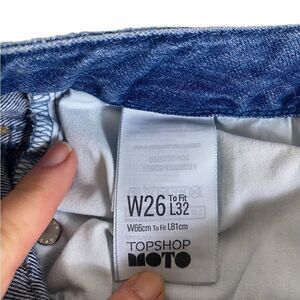 W26 To Fit L32
W66cm To Fit L81cm
TOPSHOP
MOTO